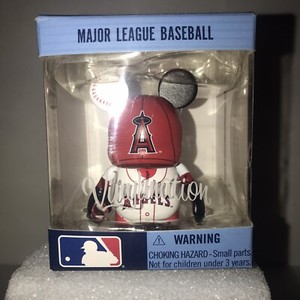 MAJOR LEAGUE BASEBALL
A
Vinylmation
ANGELS
WARNING
CHOKING HAZARD-Small parts
Not for children under 3 years.